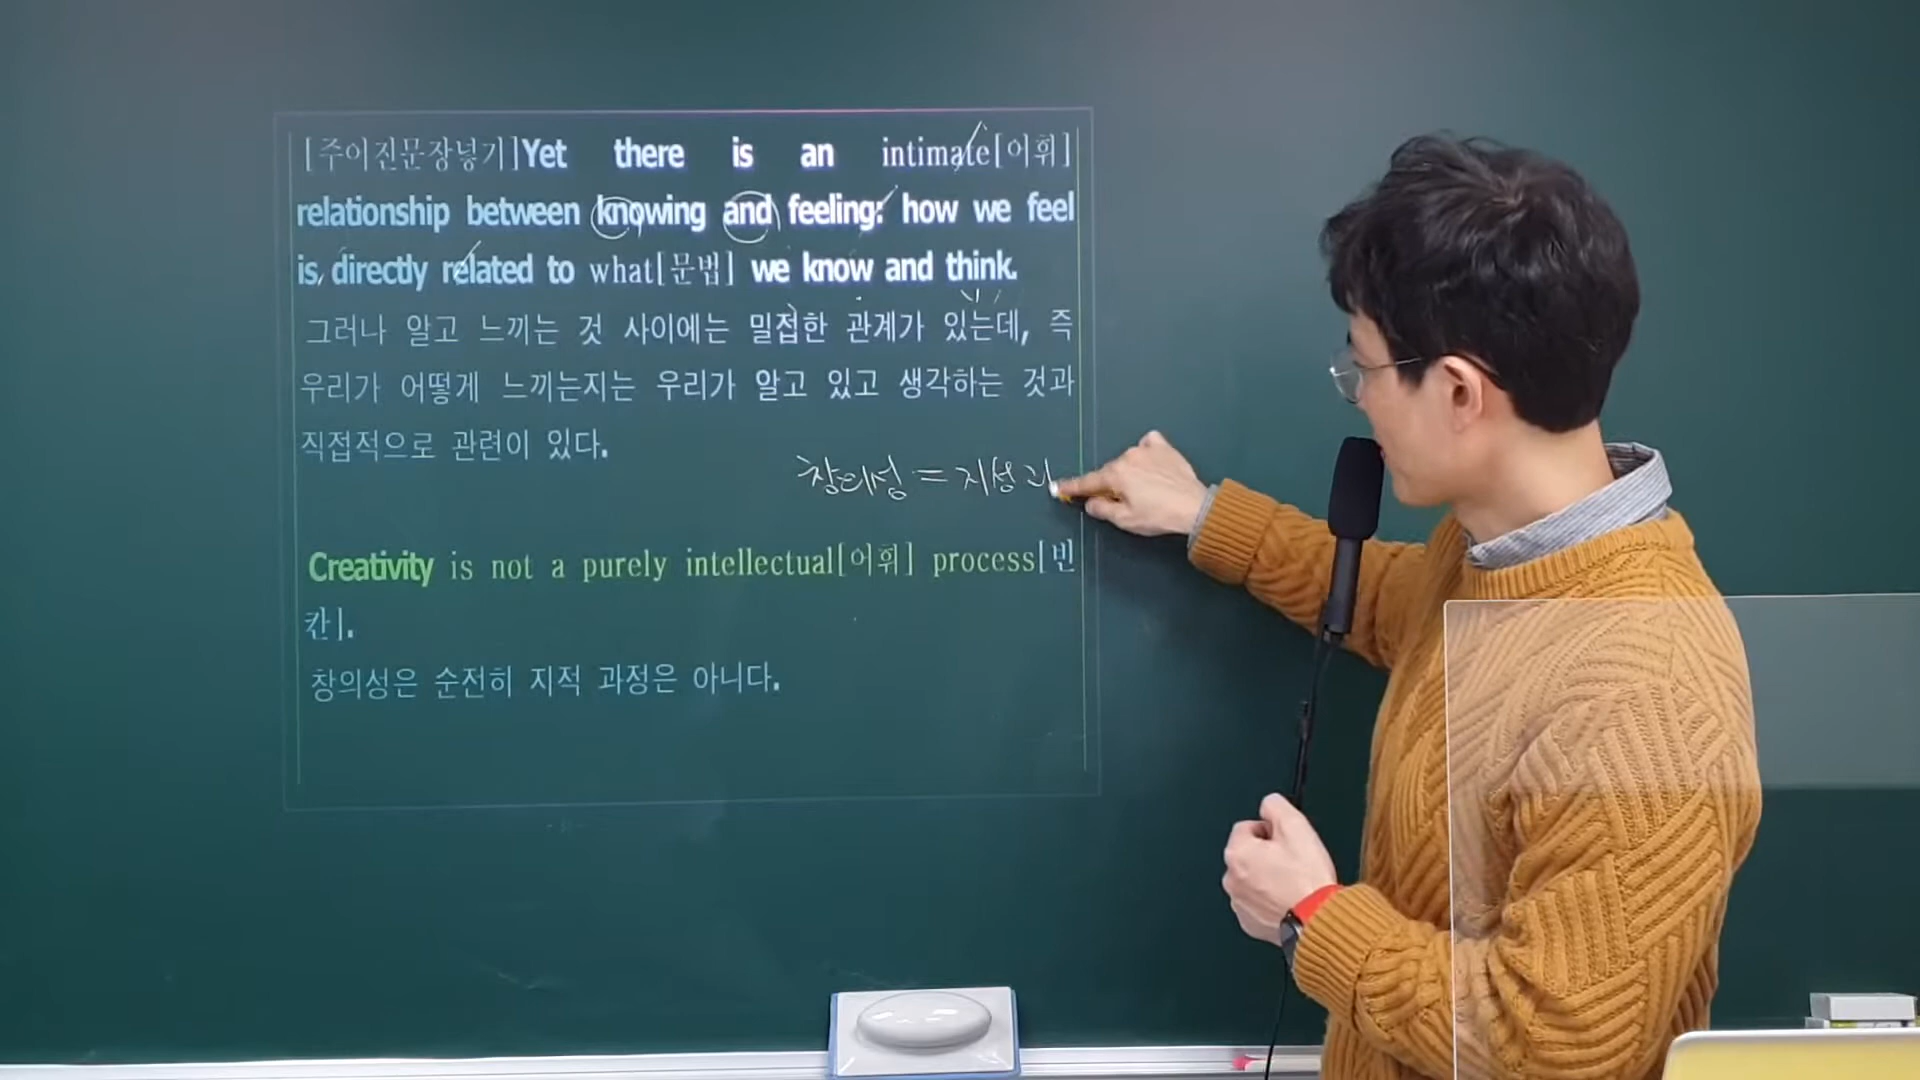 [주어진문장넣기]Yet there is an intimate[어휘]
relationship between knowing and feeling: how we feel
is directly related to what[문법] we know and think.
그러나 알고 느끼는 것 사이에는 밀접한 관계가 있는데, 즉
우리가 어떻게 느끼는지는 우리가 알고 있고 생각하는 것과
직접적으로 관련이 있다.
창의성 = 지성과
Creativity is not a purely intellectual[어휘] process[빈
칸].
창의성은 순전히 지적 과정은 아니다.